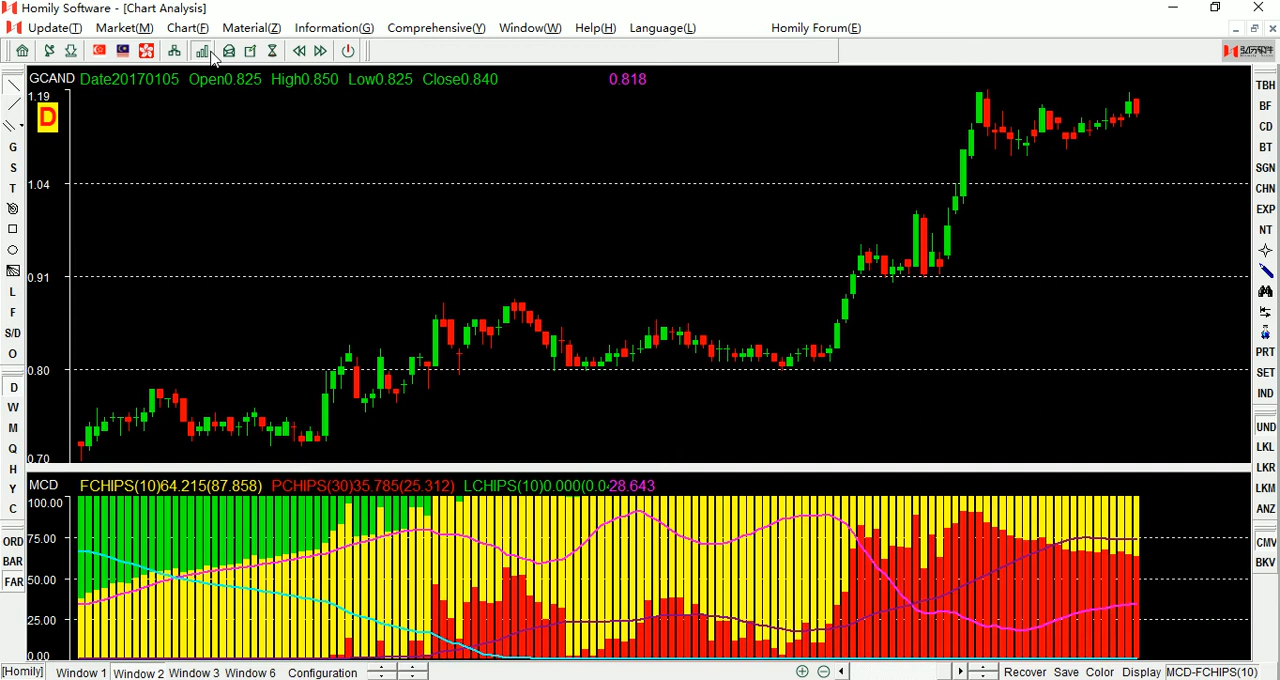 Homily Software - [Chart Analysis]
Update(T) Market(M) Chart(F) Material(Z) Information(G) Comprehensive(Y) Window(W) Help(H) Language(L) Homily Forum(E)
弘历软件
GCAND Date20170105 Open0.825 High0.850 Low0.825 Close0.840 0.818
1.19
D
1.04
0.91
0.80
0.70
MCD FCHIPS(10)64.215(87.858) PCHIPS(30)35.785(25.312) LCHIPS(10)0.000(0.0 28.643
100.00
75.00
50.00
25.00
0.00
G
S
T
L
F
S/D
O
D
W
M
Q
H
Y
C
ORD
BAR
FAR
TBH
BF
CD
BT
SGN
CHN
EXP
NT
PRT
SET
IND
UND
LKL
LKR
LKM
ANZ
CMV
BKV
[Homily] Window 1 Window 2 Window 3 Window 6 Configuration Recover Save Color Display MCD-FCHIPS(10)